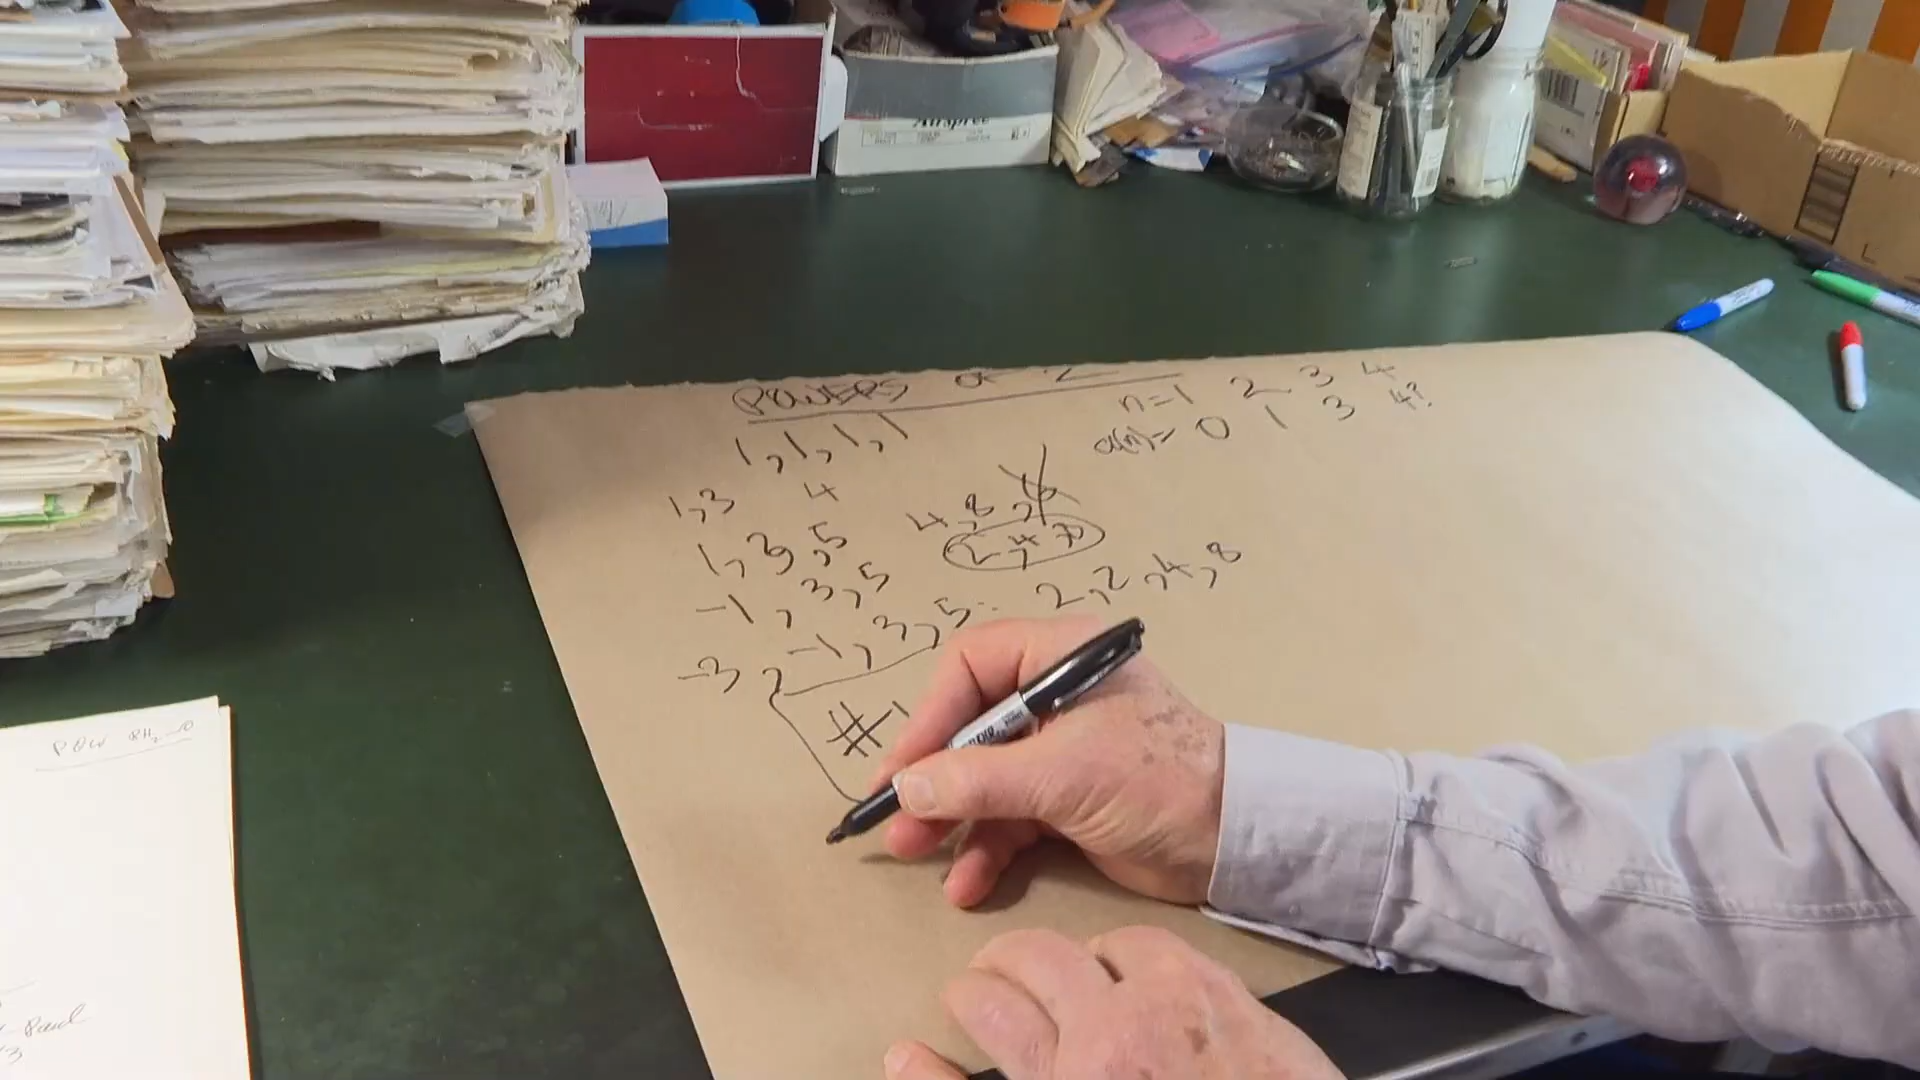 POWERS OF 2
n=1 2 3 4
a(n)= 0 1 3 4?
1,1,1,1
1,3 4
1,3,5 4,8,6
2,4
-1,3,5
-3,-1,3,5: 2,2,4,8
#1
POW